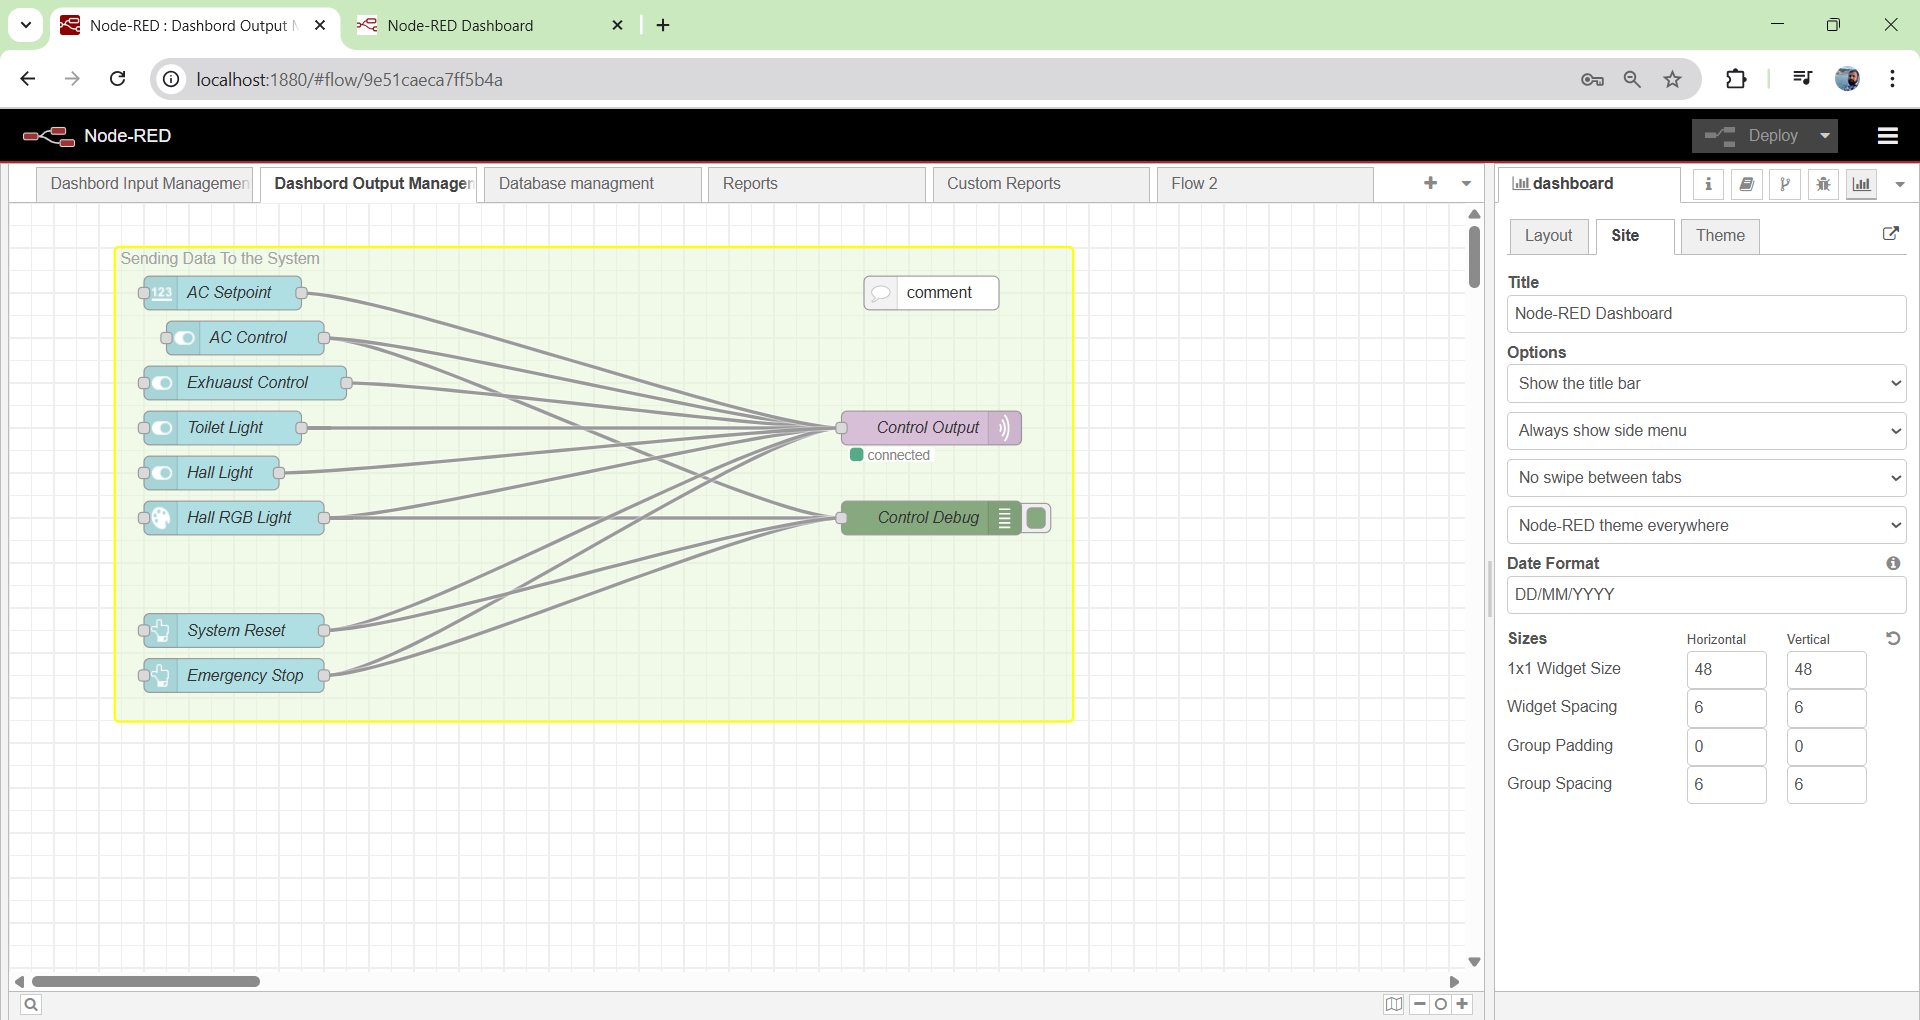 Node-RED : Dashbord Output M
Node-RED Dashboard
localhost:1880/#flow/9e51caeca7ff5b4a
Node-RED
Deploy
Dashbord Input Managemen
Dashbord Output Manager
Database managment
Reports
Custom Reports
Flow 2
dashboard
Layout
Site
Theme
Sending Data To the System
123
AC Setpoint
comment
AC Control
Exhuaust Control
Toilet Light
Hall Light
Hall RGB Light
System Reset
Emergency Stop
Control Output
connected
Control Debug
Title
Node-RED Dashboard
Options
Show the title bar
Always show side menu
No swipe between tabs
Node-RED theme everywhere
Date Format
DD/MM/YYYY
Sizes Horizontal Vertical
1x1 Widget Size 48 48
Widget Spacing 6 6
Group Padding 0 0
Group Spacing 6 6